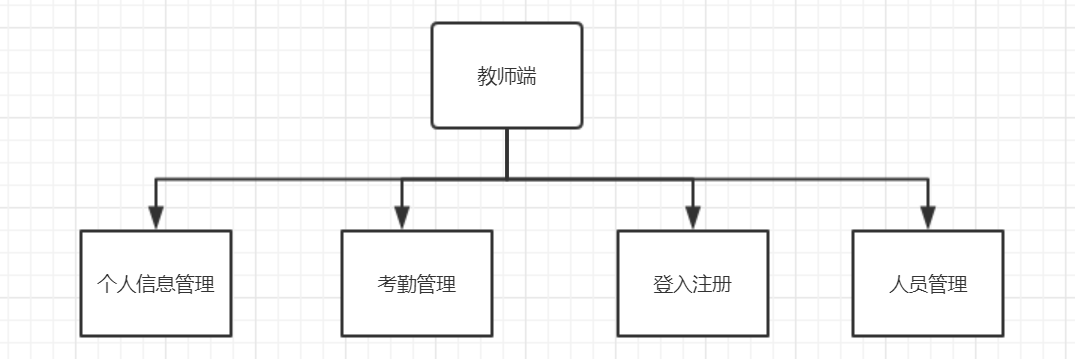 教师端
个人信息管理
考勤管理
登入注册
人员管理